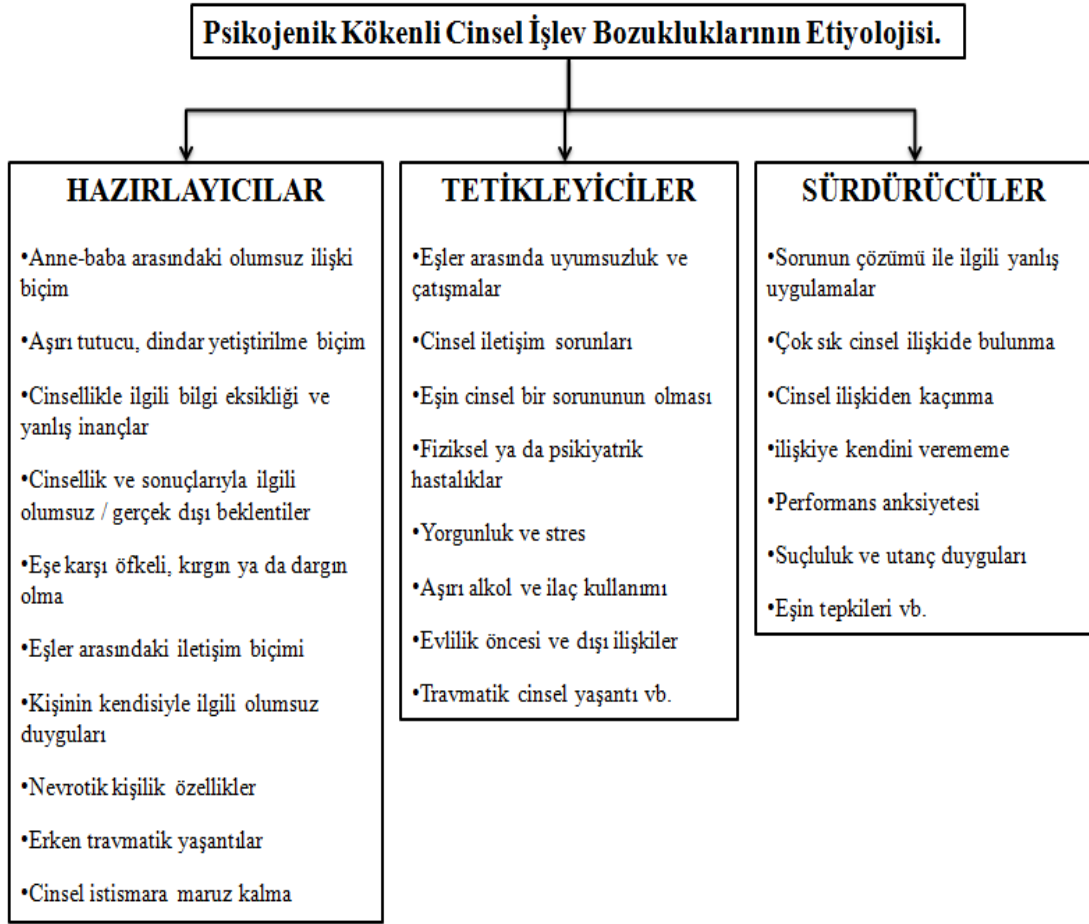 Psikojenik Kökenli Cinsel İşlev Bozukluklarının Etiyolojisi.
HAZIRLAYICILAR
•Anne-baba arasındaki olumsuz ilişki
biçim
•Aşırı tutucu, dindar yetiştirilme biçim
•Cinsellikle ilgili bilgi eksikliği ve
yanlış inançlar
•Cinsellik ve sonuçlarıyla ilgili
olumsuz / gerçek dışı beklentiler
•Eşe karşı öfkeli, kırgın ya da dargın
olma
•Eşler arasındaki iletişim biçimi
•Kişinin kendisiyle ilgili olumsuz
duyguları
•Nevrotik kişilik özellikler
•Erken travmatik yaşantılar
•Cinsel istismara maruz kalma
TETİKLEYİCİLER
•Eşler arasında uyumsuzluk ve
çatışmalar
•Cinsel iletişim sorunları
•Eşin cinsel bir sorununun olması
•Fiziksel ya da psikiyatrik
hastalıklar
•Yorgunluk ve stres
•Aşırı alkol ve ilaç kullanımı
•Evlilik öncesi ve dışı ilişkiler
•Travmatik cinsel yaşantı vb.
SÜRDÜRÜCÜLER
•Sorunun çözümü ile ilgili yanlış
uygulamalar
•Çok sık cinsel ilişkide bulunma
•Cinsel ilişkiden kaçınma
•ilişkiye kendini verememe
•Performans anksiyetesi
•Suçluluk ve utanç duyguları
•Eşin tepkileri vb.